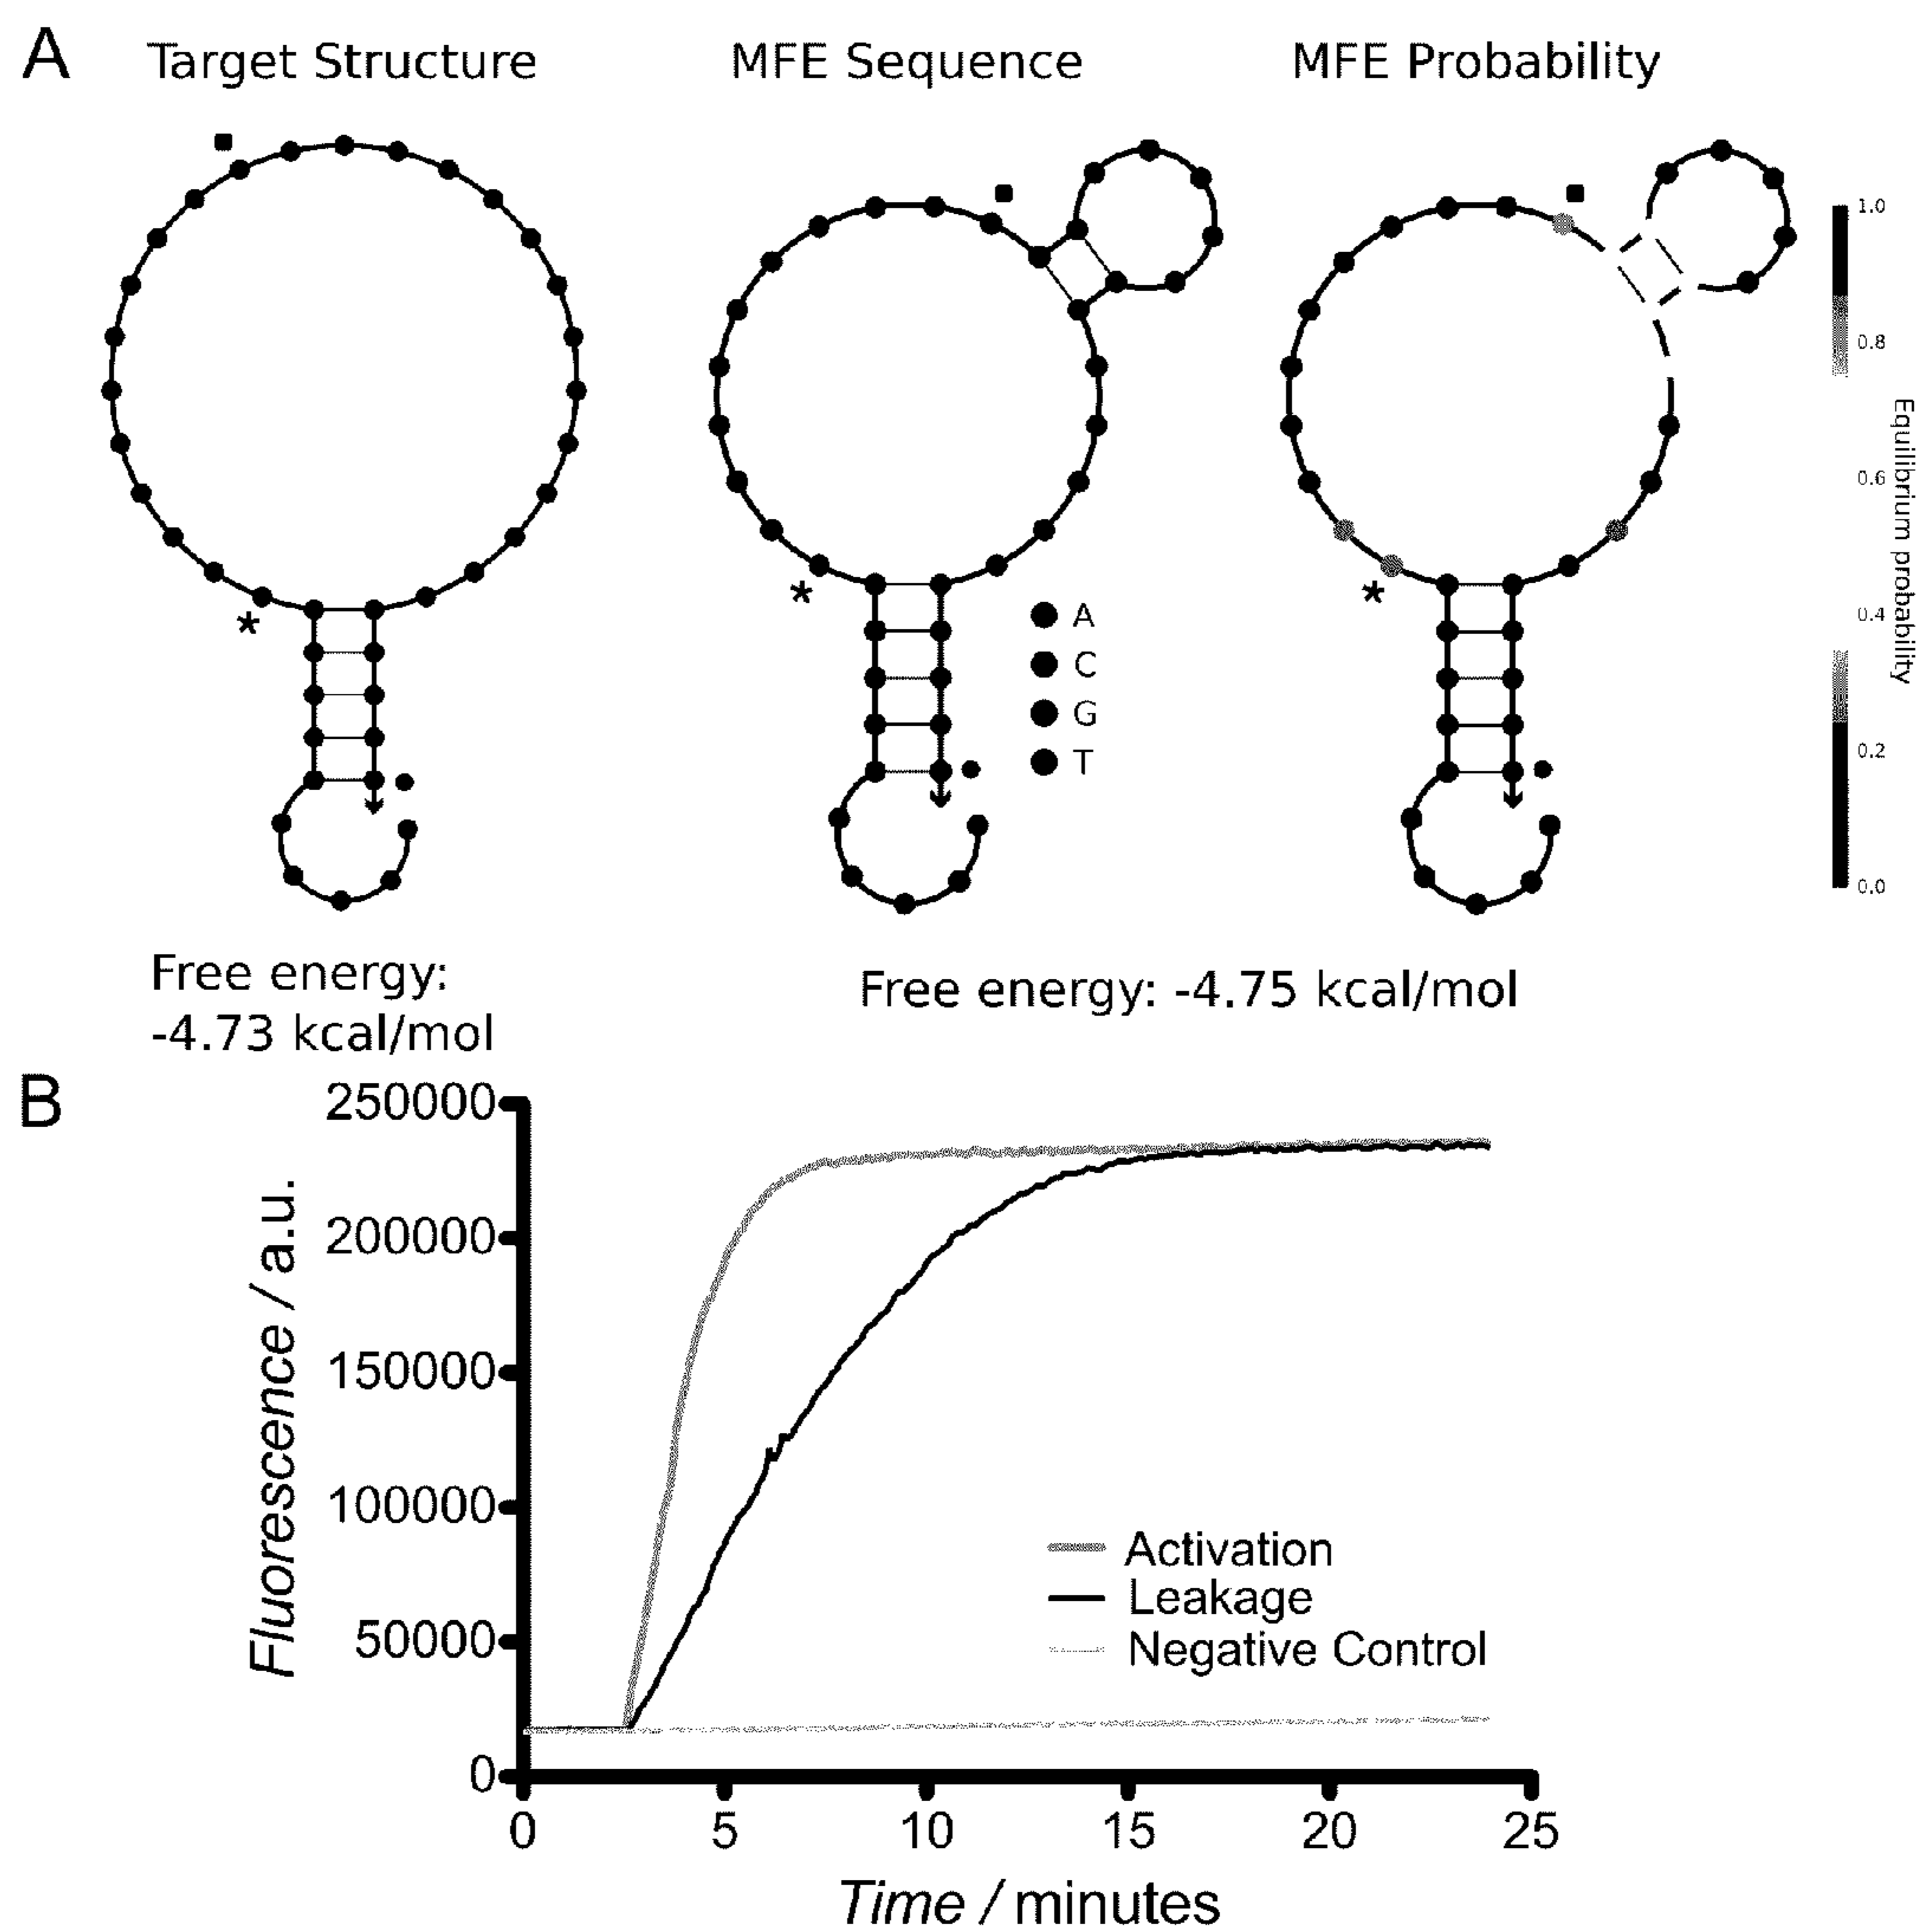 A
Target Structure
MFE Sequence
MFE Probability
1.0
0.8
0.6
0.4
0.2
0.0
Equilibrium probability
*
*
*
A
C
G
T
Free energy:
-4.73 kcal/mol
Free energy: -4.75 kcal/mol
B
250000
200000
150000
100000
50000
0
Fluorescence / a.u.
Activation
Leakage
Negative Control
0 5 10 15 20 25
Time / minutes